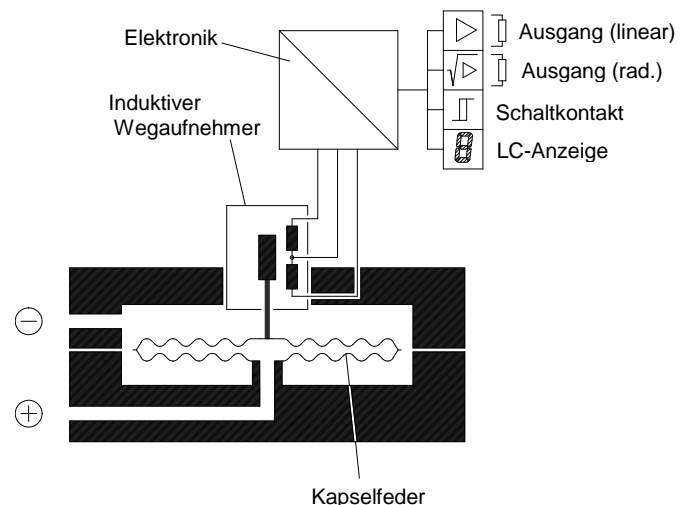 Elektronik
Ausgang (linear)
Ausgang (rad.)
Schaltkontakt
LC-Anzeige
Induktiver
Wegaufnehmer
−
+
Kapselfeder